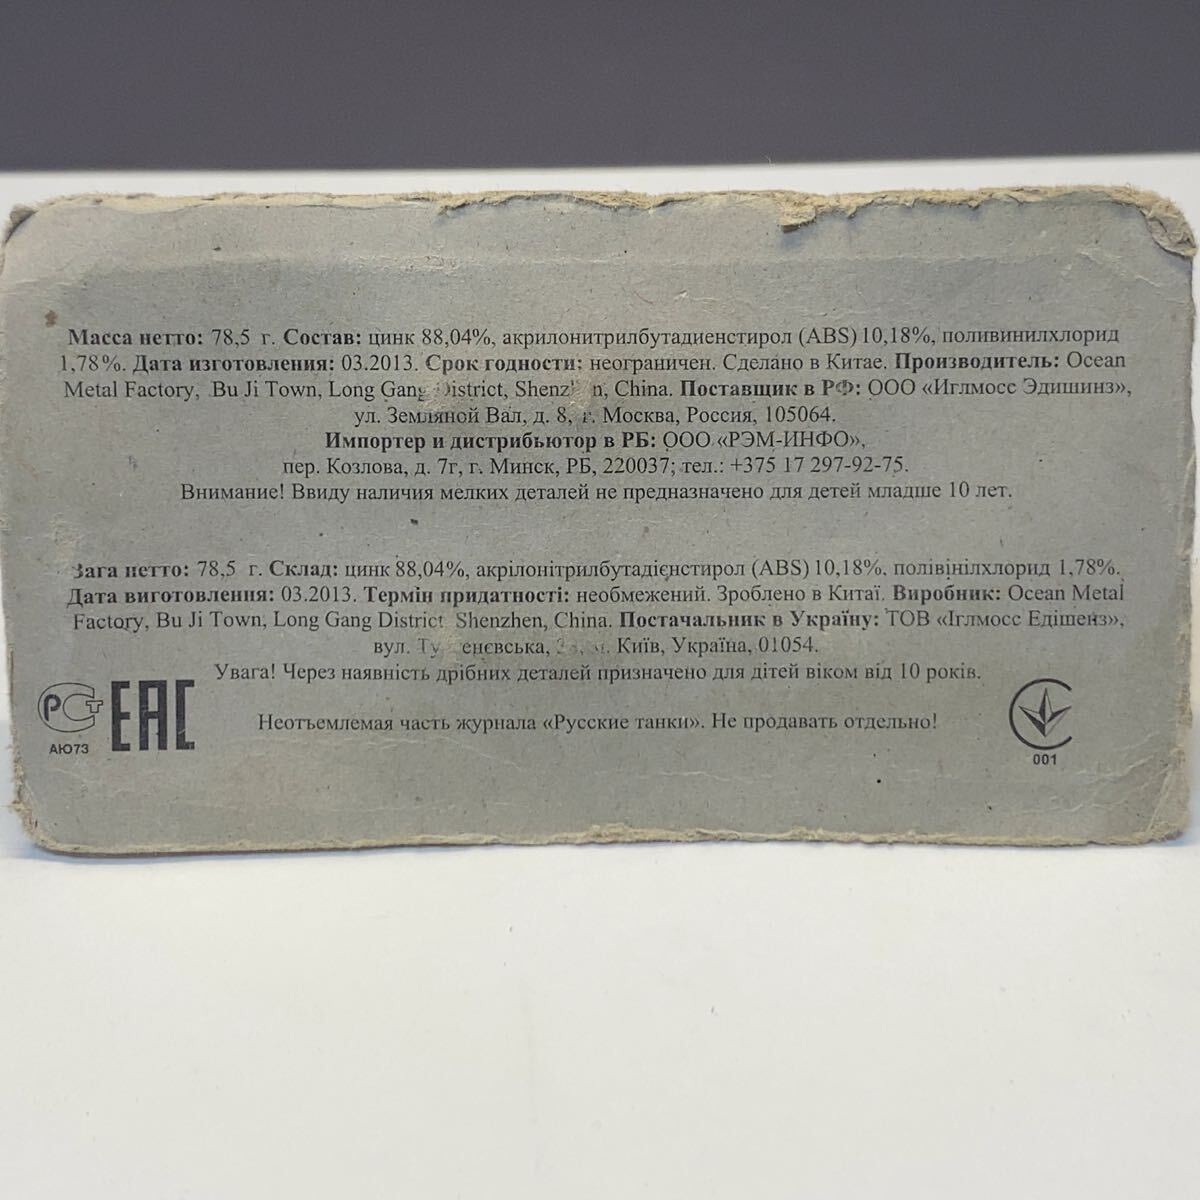 Масса нетто: 78,5 г. Состав: цинк 88,04%, акрилонитрилбутадиенстирол (ABS) 10,18%, поливинилхлорид
1,78%. Дата изготовления: 03.2013. Срок годности: неограничен. Сделано в Китае. Производитель: Ocean
Metal Factory, Bu Ji Town, Long Gang District, Shenzhen, China. Поставщик в РФ: ООО «Иглмосс Эдишинз»,
ул. Земляной Вал, д. 8, г. Москва, Россия, 105064.
Импортер и дистрибьютор в РБ: ООО «РЭМ-ИНФО»,
пер. Козлова, д. 7г, г. Минск, РБ, 220037; тел.: +375 17 297-92-75.
Внимание! Ввиду наличия мелких деталей не предназначено для детей младше 10 лет.
нетто: 78,5 г. Склад: цинк 88,04%, акрілонітрилбутадієнстирол (ABS) 10,18%, полівінілхлорид 1,78%.
Дата виготовлення: 03.2013. Термін придатності: необмежений. Зроблено в Китаї. Виробник: Ocean Metal
Factory, Bu Ji Town, Long Gang District Shenzhen, China. Постачальник в Україну: ТОВ «Іглмосс Едішенз»,
вул. Київ, Україна, 01054.
Увага! Через наявність дрібних деталей призначено для дітей віком від 10 років.
РСТ ЕАС
АЮ73
Неотъемлемая часть журнала «Русские танки». Не продавать отдельно!
001